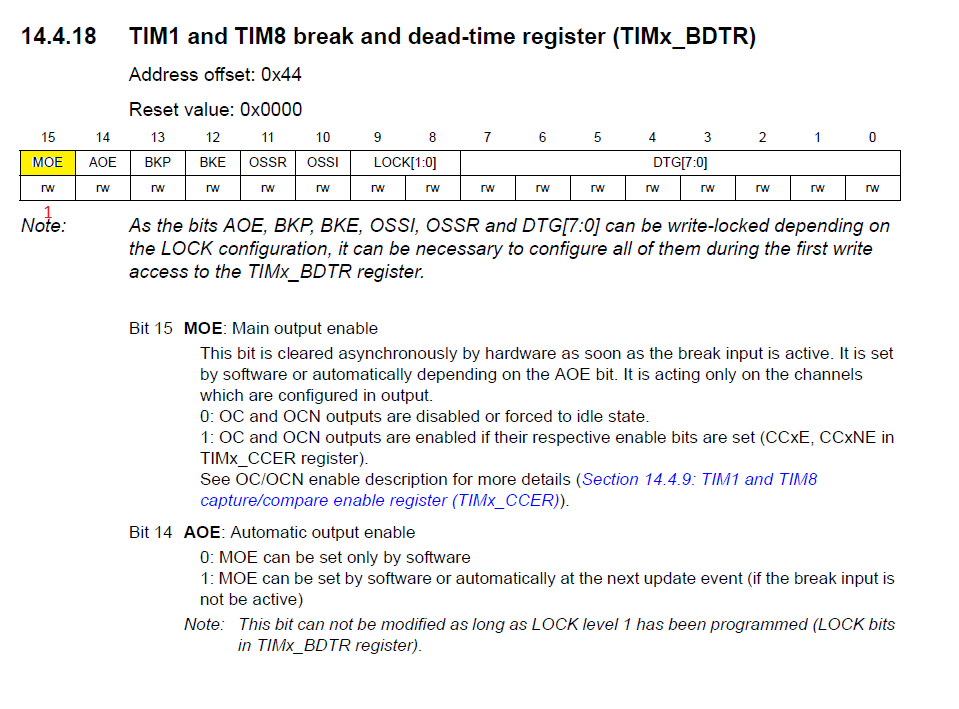 14.4.18 TIM1 and TIM8 break and dead-time register (TIMx_BDTR)
Address offset: 0x44
Reset value: 0x0000
15 14 13 12 11 10 9 8 7 6 5 4 3 2 1 0
MOE AOE BKP BKE OSSR OSSI LOCK[1:0] DTG[7:0]
rw rw rw rw rw rw rw rw rw rw rw rw rw rw rw rw
1
Note: As the bits AOE, BKP, BKE, OSSI, OSSR and DTG[7:0] can be write-locked depending on
the LOCK configuration, it can be necessary to configure all of them during the first write
access to the TIMx_BDTR register.
Bit 15 MOE: Main output enable
This bit is cleared asynchronously by hardware as soon as the break input is active. It is set
by software or automatically depending on the AOE bit. It is acting only on the channels
which are configured in output.
0: OC and OCN outputs are disabled or forced to idle state.
1: OC and OCN outputs are enabled if their respective enable bits are set (CCxE, CCxNE in
TIMx_CCER register).
See OC/OCN enable description for more details (Section 14.4.9: TIM1 and TIM8
capture/compare enable register (TIMx_CCER)).
Bit 14 AOE: Automatic output enable
0: MOE can be set only by software
1: MOE can be set by software or automatically at the next update event (if the break input is
not be active)
Note: This bit can not be modified as long as LOCK level 1 has been programmed (LOCK bits
in TIMx_BDTR register).